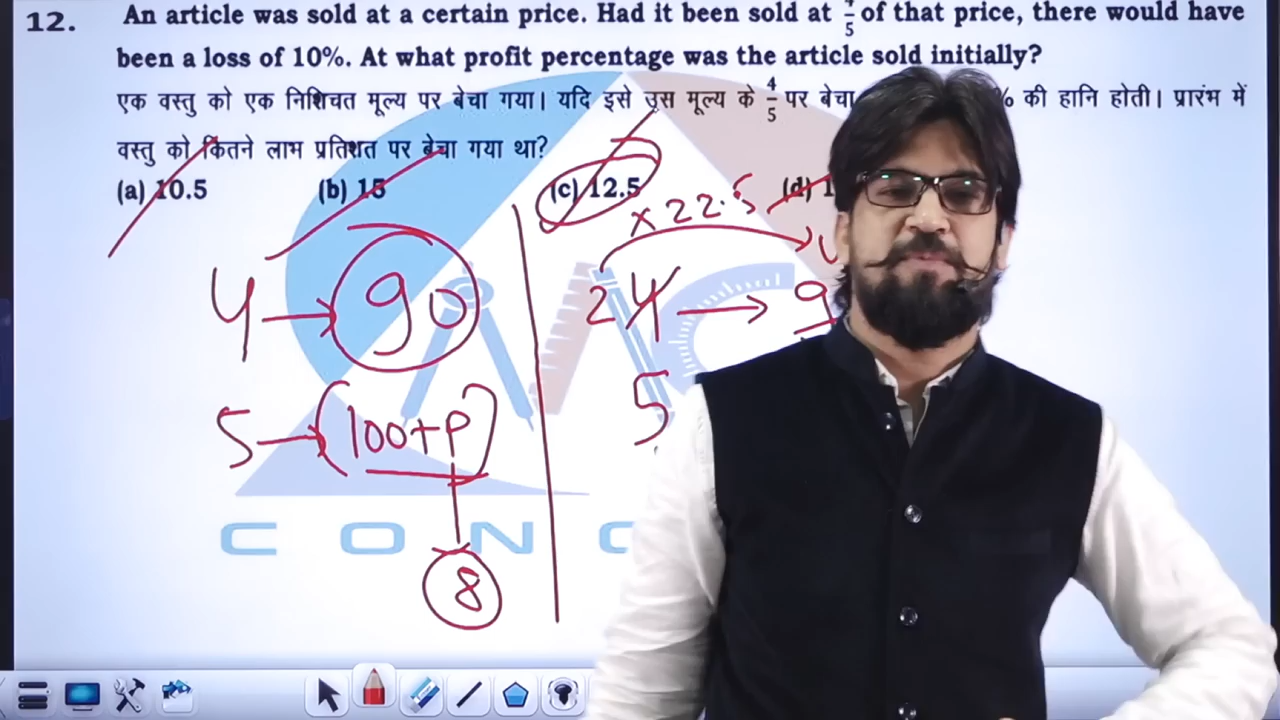 12. An article was sold at a certain price. Had it been sold at 4/5 of that price, there would have
been a loss of 10%. At what profit percentage was the article sold initially?
एक वस्तु को एक निशिचत मूल्य पर बेचा गया। यदि इसे उस मूल्य के 4/5 पर बेचा की हानि होती। प्रारंभ में
वस्तु को कितने लाभ प्रतिशत पर बेचा गया था?
(a) 10.5 (b) 15 (c) 12.5 (d) 1
× 22.5
4 → 90
24 → 9
5 → (100+P)
5
8
C O N C